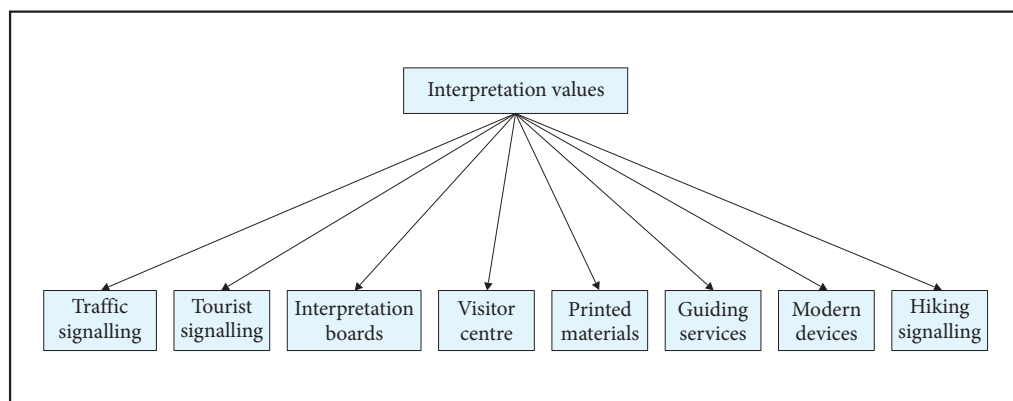 Interpretation values
Traffic
signalling
Tourist
signalling
Interpretation
boards
Visitor
centre
Printed
materials
Guiding
services
Modern
devices
Hiking
signalling